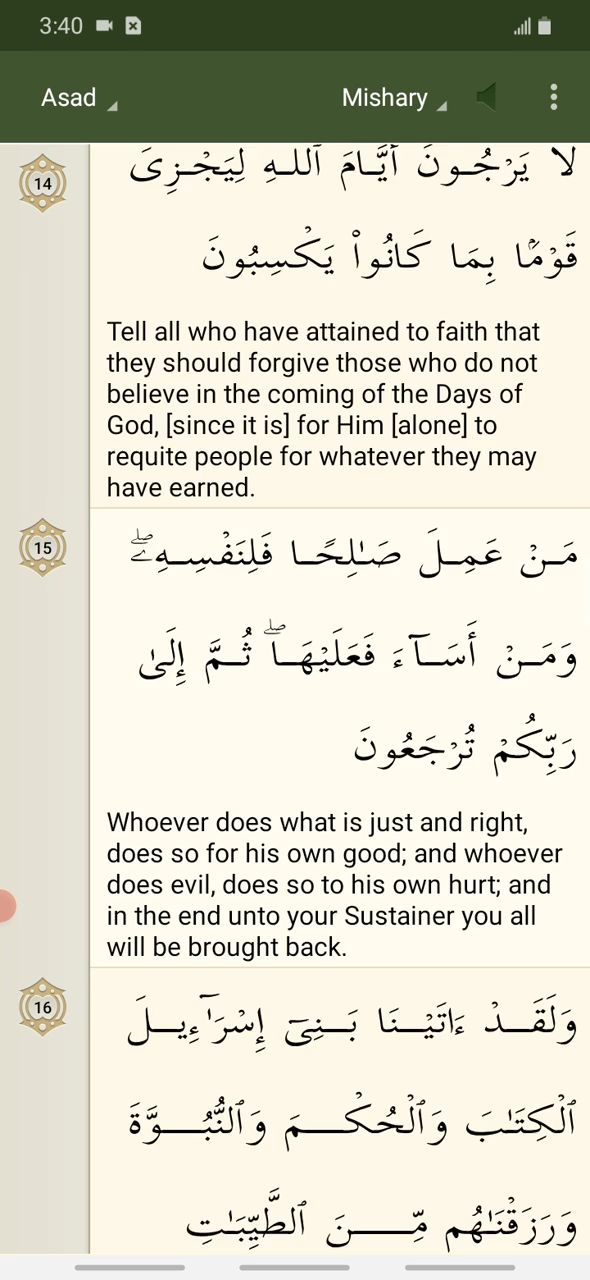 3:40
Asad
Mishary
14
لَا يَرْجُونَ أَيَّامَ ٱللَّهِ لِيَجْزِىَ
قَوْمًۢا بِمَا كَانُوا۟ يَكْسِبُونَ
Tell all who have attained to faith that
they should forgive those who do not
believe in the coming of the Days of
God, [since it is] for Him [alone] to
requite people for whatever they may
have earned.
15
مَنْ عَمِلَ صَـٰلِحًا فَلِنَفْسِهِۦۖ
وَمَنْ أَسَآءَ فَعَلَيْهَاۖ ثُمَّ إِلَىٰ
رَبِّكُمْ تُرْجَعُونَ
Whoever does what is just and right,
does so for his own good; and whoever
does evil, does so to his own hurt; and
in the end unto your Sustainer you all
will be brought back.
16
وَلَقَدْ ءَاتَيْنَا بَنِىٓ إِسْرَٰٓءِيلَ
ٱلْكِتَـٰبَ وَٱلْحُكْمَ وَٱلنُّبُوَّةَ
وَرَزَقْنَـٰهُم مِّنَ ٱلطَّيِّبَـٰتِ